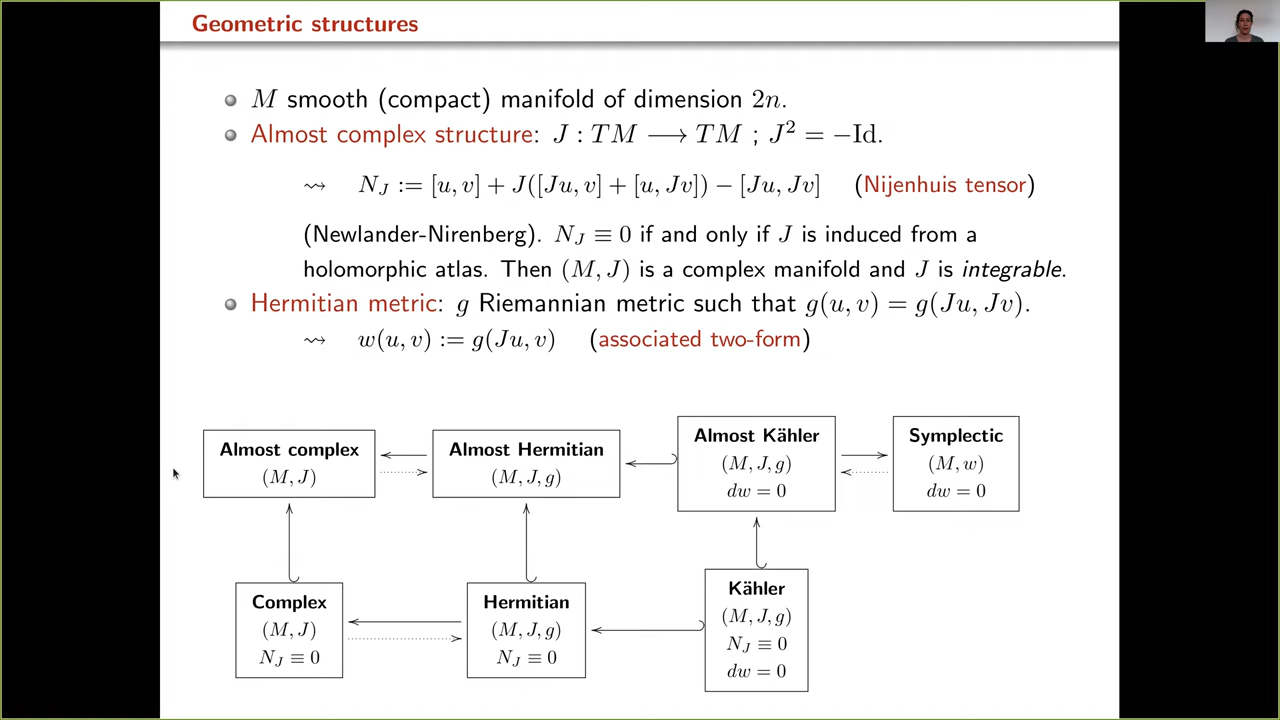 Geometric structures
M smooth (compact) manifold of dimension 2n.
Almost complex structure: J : TM ⟶ TM ; J² = −Id.
⇝ N_J := [u, v] + J([Ju, v] + [u, Jv]) − [Ju, Jv] (Nijenhuis tensor)
(Newlander-Nirenberg). N_J ≡ 0 if and only if J is induced from a
holomorphic atlas. Then (M, J) is a complex manifold and J is integrable.
Hermitian metric: g Riemannian metric such that g(u, v) = g(Ju, Jv).
⇝ w(u, v) := g(Ju, v) (associated two-form)
Almost complex
(M, J)
Almost Hermitian
(M, J, g)
Almost Kähler
(M, J, g)
dw = 0
Symplectic
(M, w)
dw = 0
Complex
(M, J)
N_J ≡ 0
Hermitian
(M, J, g)
N_J ≡ 0
Kähler
(M, J, g)
N_J ≡ 0
dw = 0